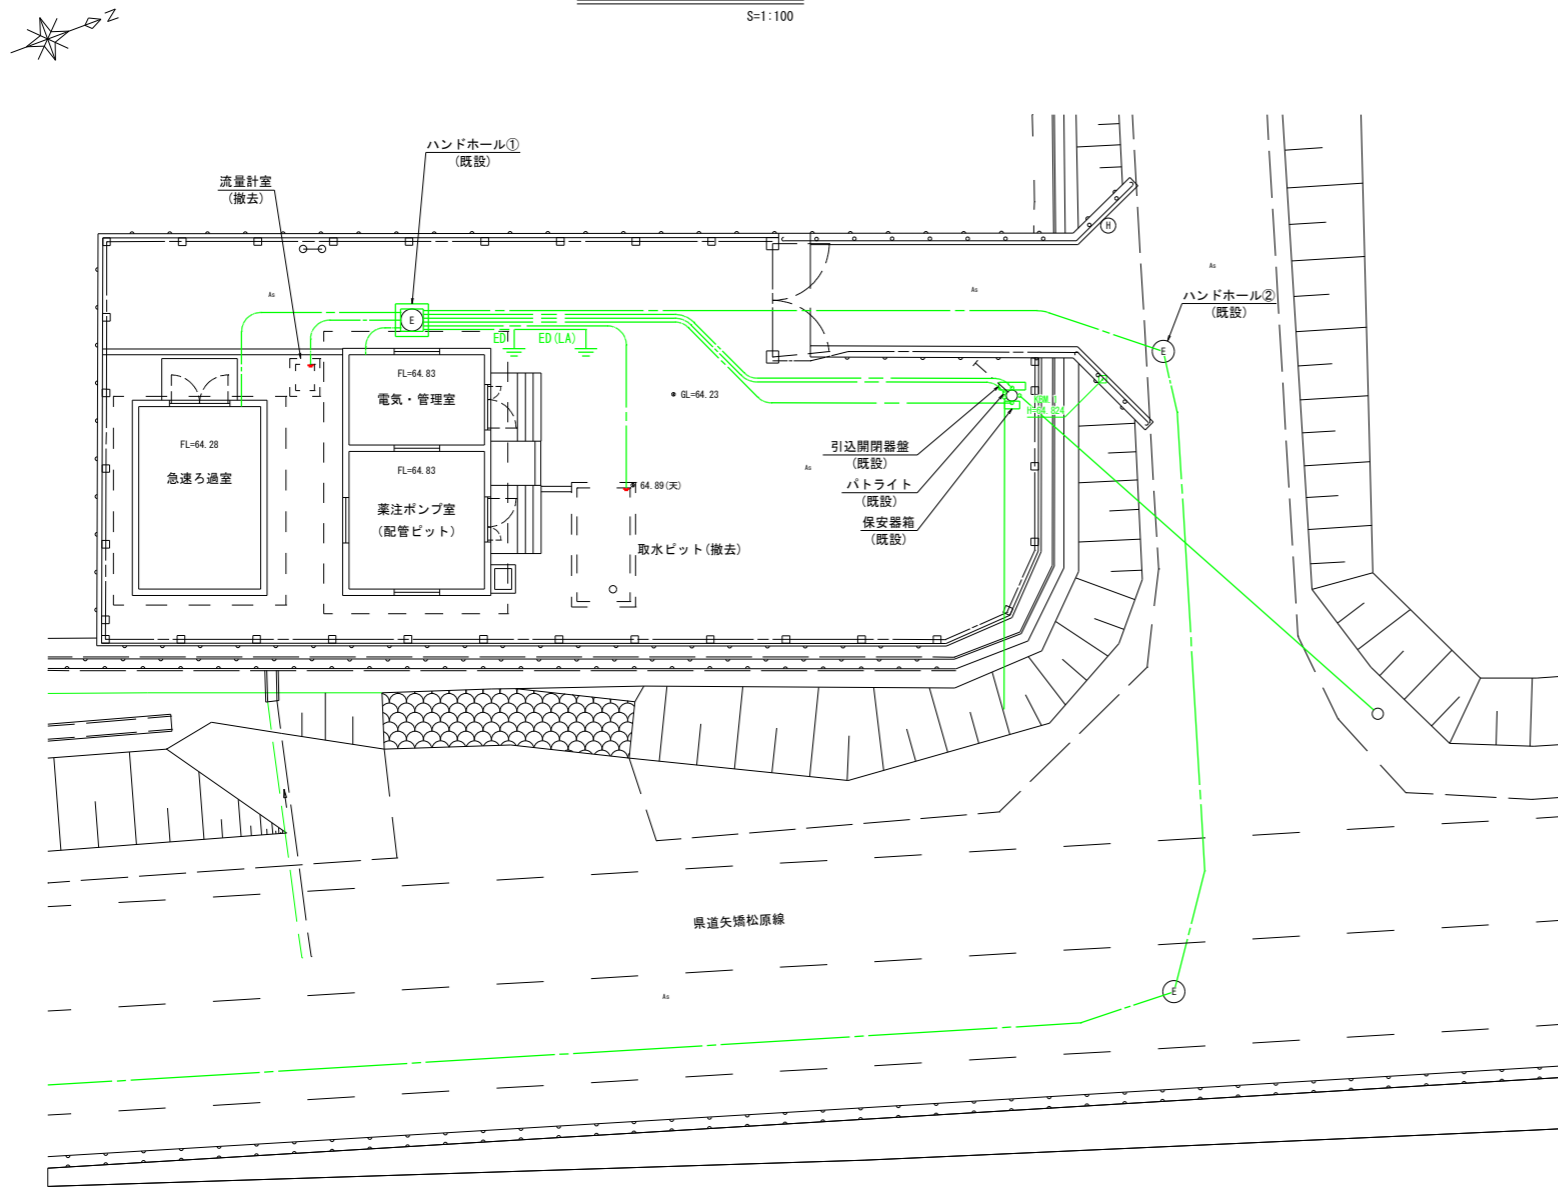 S=1:100
N
ハンドホール①
(既設)
流量計室
(撤去)
H
As
As
As
ハンドホール②
(既設)
E
E
ED
ED(LA)
FL=64.83
電気・管理室
GL=64.23
FL=64.28
急速ろ過室
FL=64.83
薬注ポンプ室
(配管ピット)
64.89(天)
取水ピット(撤去)
As
引込開閉器盤
(既設)
パトライト
(既設)
保安器箱
(既設)
県道矢矯松原線
As
E